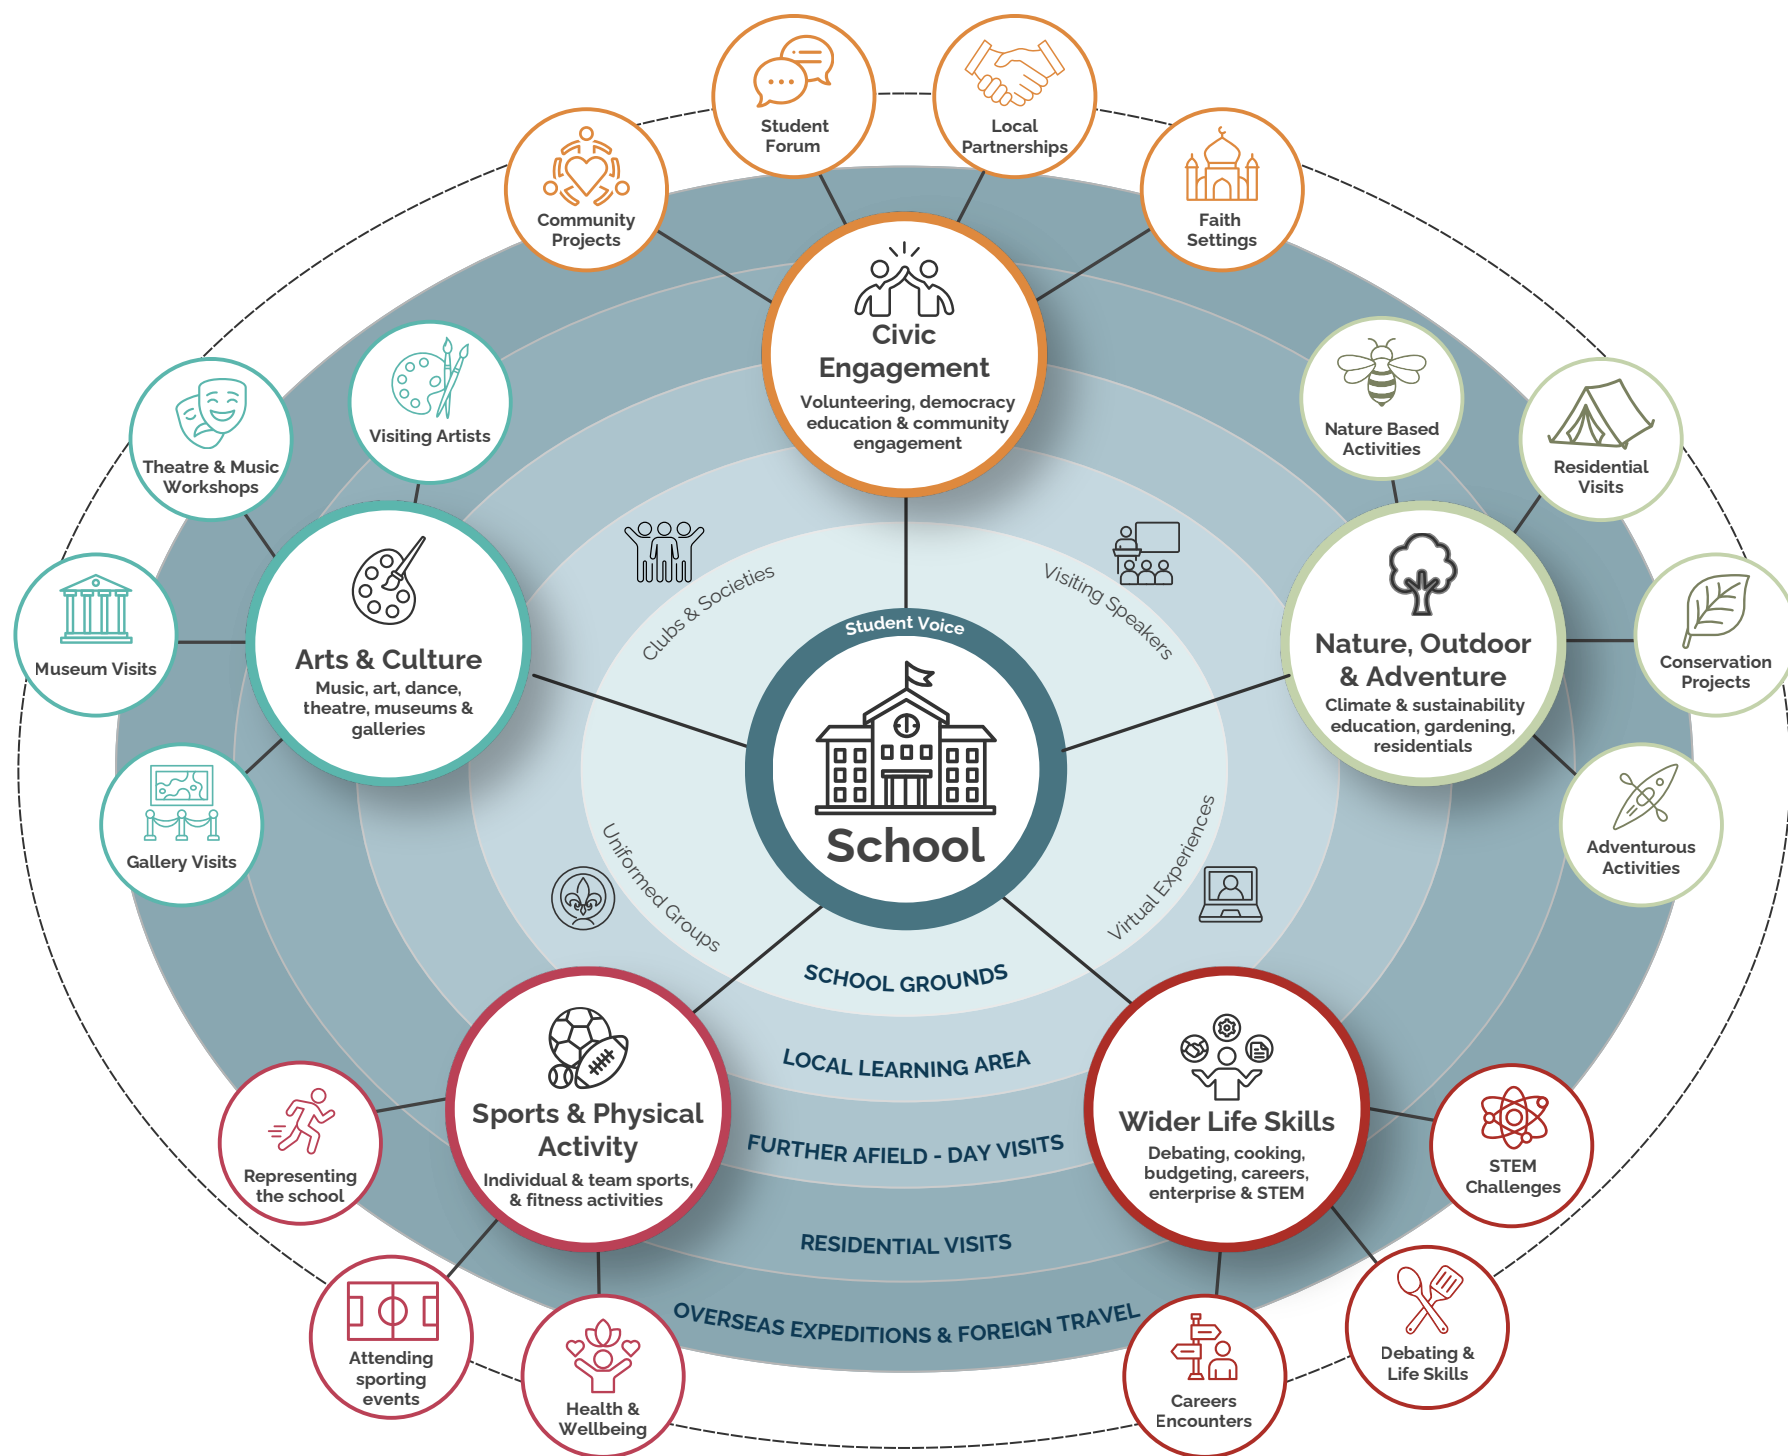 Student
Forum
Local
Partnerships
Community
Projects
Faith
Settings
Civic
Engagement
Volunteering, democracy
education & community
engagement
Theatre & Music
Workshops
Visiting Artists
Museum Visits
Gallery Visits
Arts & Culture
Music, art, dance,
theatre, museums &
galleries
Nature Based
Activities
Residential
Visits
Conservation
Projects
Adventurous
Activities
Nature, Outdoor
& Adventure
Climate & sustainability
education, gardening,
residentials
Clubs & Societies
Visiting Speakers
Uniformed Groups
Virtual Experiences
Student Voice
School
SCHOOL GROUNDS
LOCAL LEARNING AREA
FURTHER AFIELD - DAY VISITS
RESIDENTIAL VISITS
OVERSEAS EXPEDITIONS & FOREIGN TRAVEL
Sports & Physical
Activity
Individual & team sports,
& fitness activities
Representing
the school
Attending
sporting
events
Health &
Wellbeing
Wider Life Skills
Debating, cooking,
budgeting, careers,
enterprise & STEM
STEM
Challenges
Debating &
Life Skills
Careers
Encounters